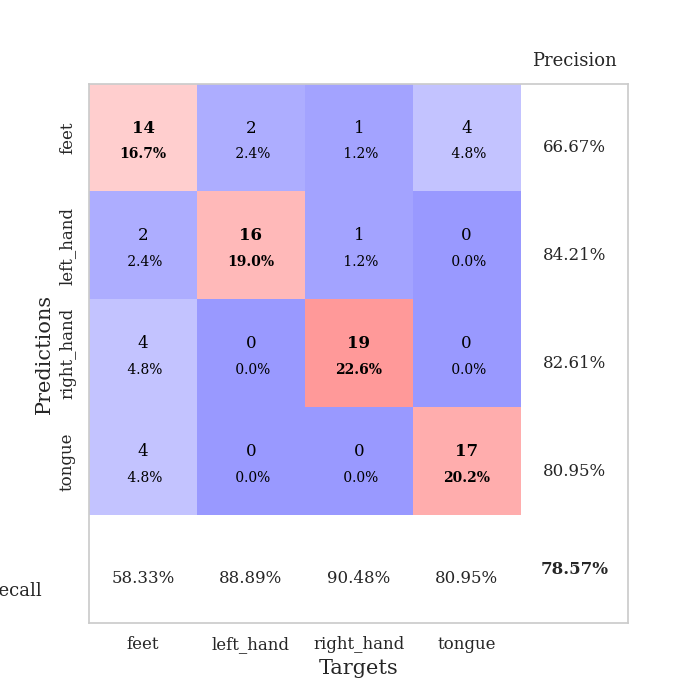 Precision
feet
14 2 1 4
16.7% 2.4% 1.2% 4.8%
66.67%
left_hand
2 16 1 0
2.4% 19.0% 1.2% 0.0%
84.21%
Predictions
right_hand
4 0 19 0
4.8% 0.0% 22.6% 0.0%
82.61%
tongue
4 0 0 17
4.8% 0.0% 0.0% 20.2%
80.95%
ecall
58.33% 88.89% 90.48% 80.95% 78.57%
feet left_hand right_hand tongue
Targets